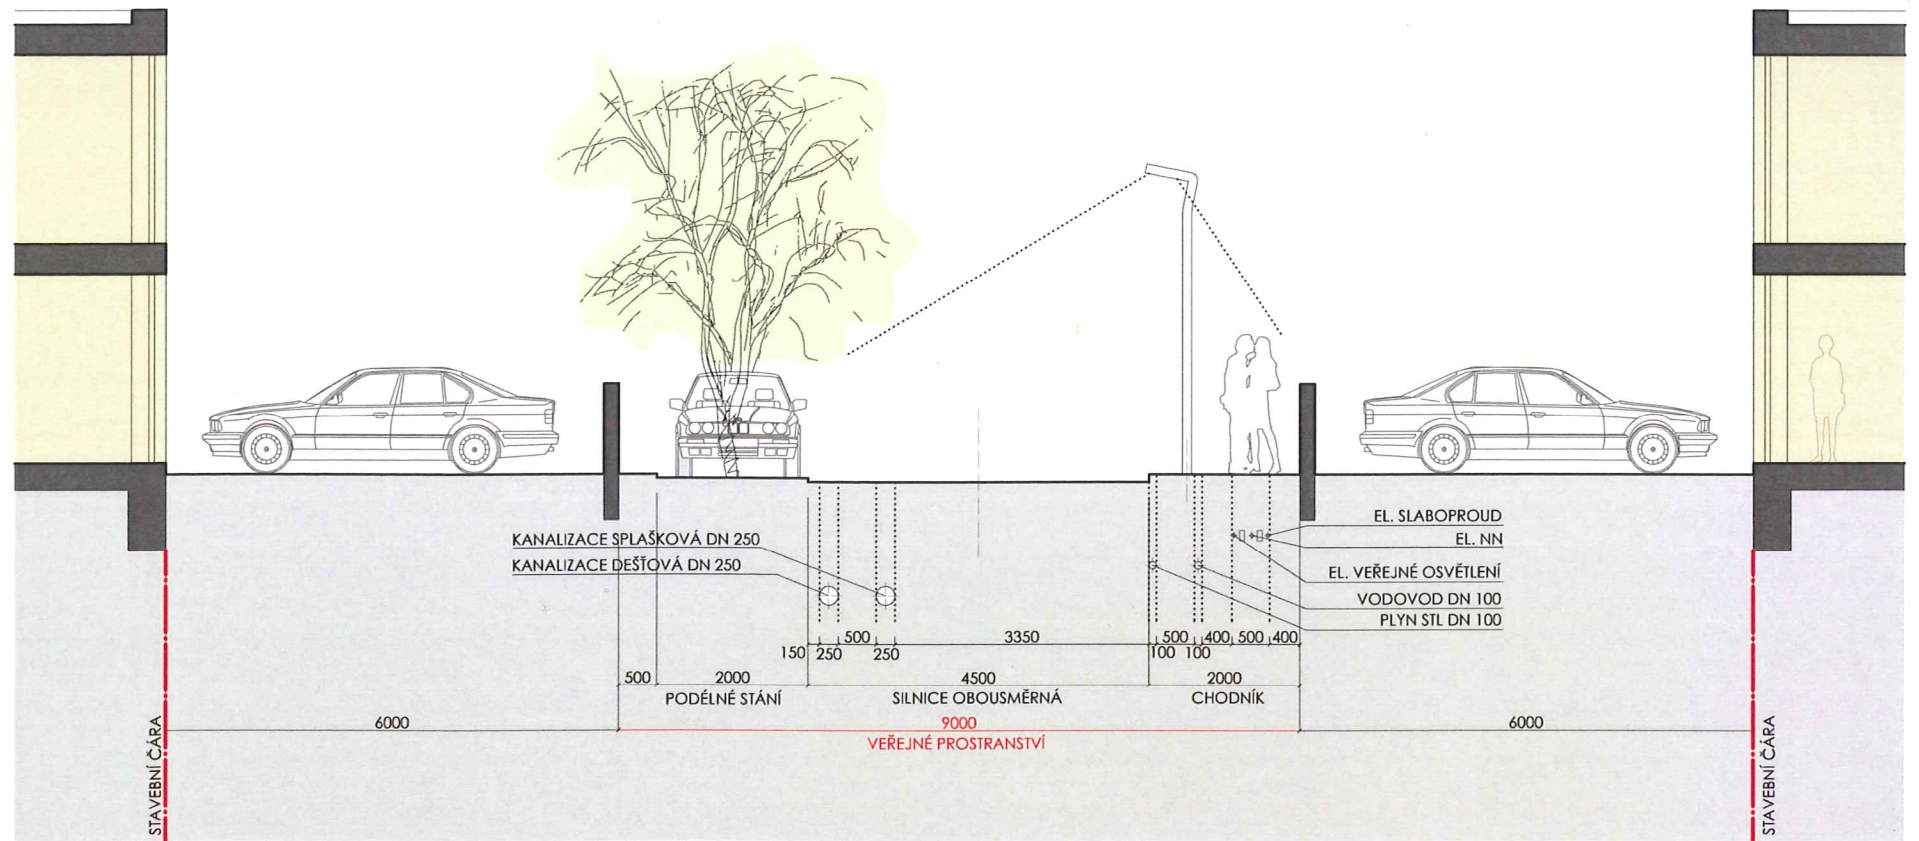 EL. SLABOPROUD
KANALIZACE SPLAŠKOVÁ DN 250
EL. NN
KANALIZACE DEŠŤOVÁ DN 250
EL. VEŘEJNÉ OSVĚTLENÍ
VODOVOD DN 100
PLYN STL DN 100
500 3350 500 400 500 400
150 250 250 100 100
500 2000 4500 2000
PODÉLNÉ STÁNÍ SILNICE OBOUSMĚRNÁ CHODNÍK
6000 9000 6000
VEŘEJNÉ PROSTRANSTVÍ
STAVEBNÍ ČÁRA
STAVEBNÍ ČÁRA